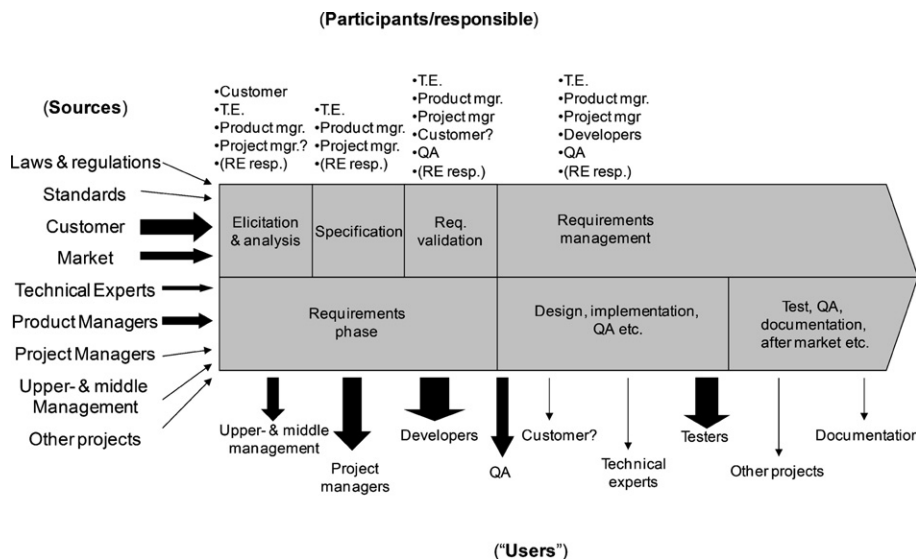 (Participants/responsible)
(Sources)
•Customer
•T.E.
•Product mgr.
•Project mgr.?
•(RE resp.)
•T.E.
•Product mgr.
•Project mgr.
•(RE resp.)
•T.E.
•Product mgr.
•Project mgr
•Customer?
•QA
•(RE resp.)
•T.E.
•Product mgr.
•Project mgr
•Developers
•QA
•(RE resp.)
Laws & regulations
Standards
Customer
Market
Technical Experts
Product Managers
Project Managers
Upper- & middle
Management
Other projects
Elicitation
& analysis
Specification
Req.
validation
Requirements
management
Requirements
phase
Design, implementation,
QA etc.
Test, QA,
documentation,
after market etc.
Upper- & middle
management
Project
managers
Developers
QA
Customer?
Technical
experts
Testers
Other projects
Documentation
("Users")